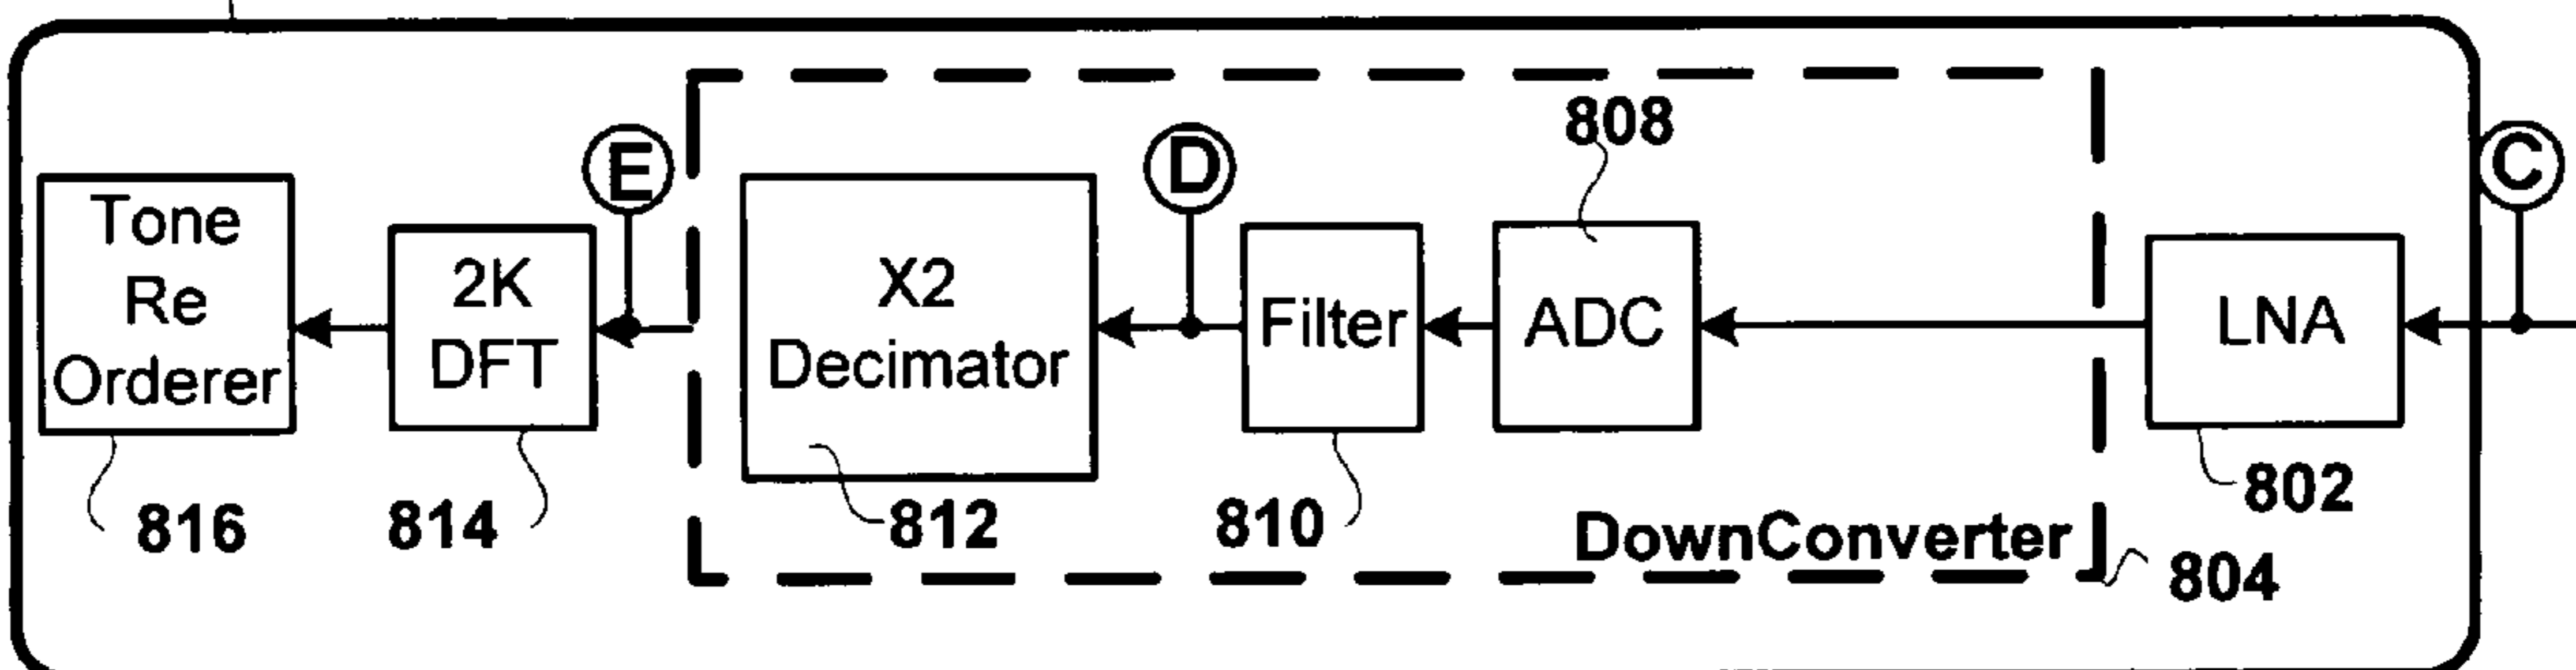 808
E
D
C
Tone
Re
Orderer
2K
DFT
X2
Decimator
Filter
ADC
LNA
816
814
812
810
802
DownConverter
804